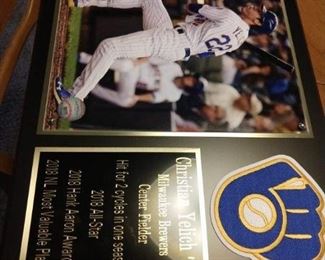 22
Christian Yelich
Milwaukee Brewers
Center Fielder
Hit for 2 cycles in one season
2018 All-Star
2018 Hank Aaron Award
2018 NL Most Valuable